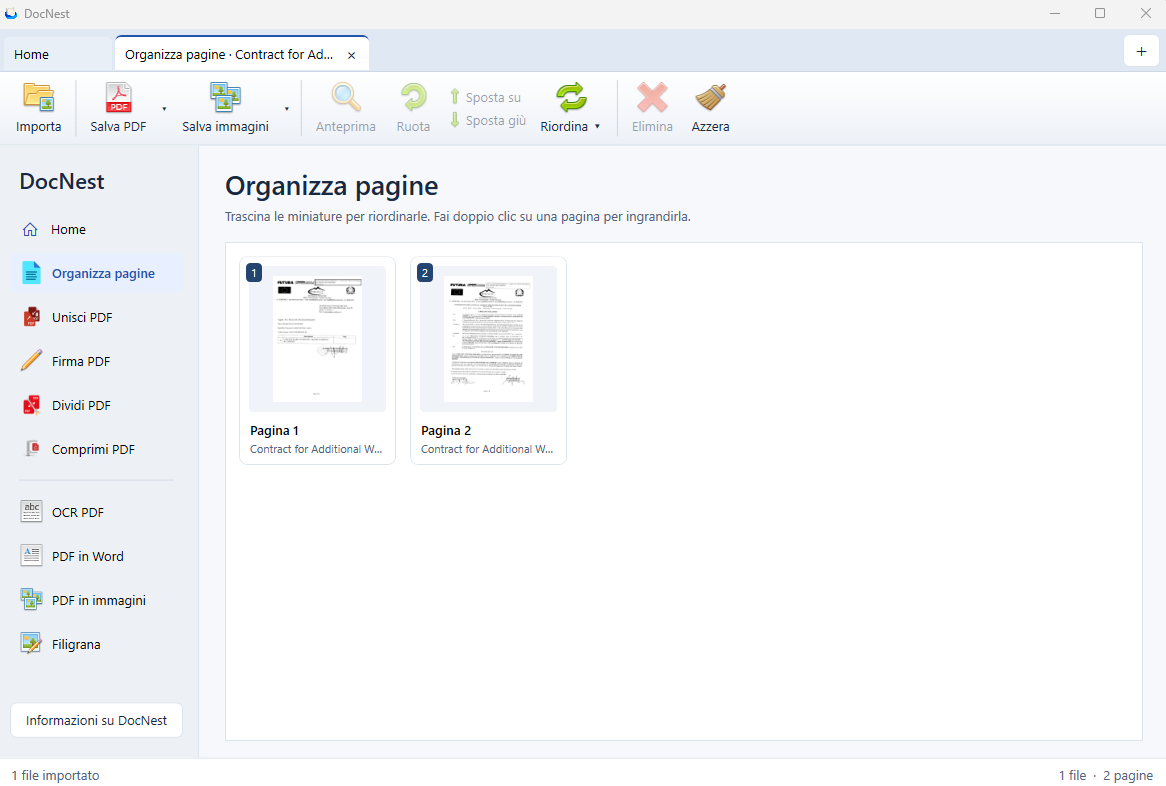 DocNest
Home
Organizza pagine · Contract for Ad...
Importa
Salva PDF
Salva immagini
Anteprima
Ruota
Sposta su
Sposta giù
Riordina
Elimina
Azzera
DocNest
Home
Organizza pagine
Unisci PDF
Firma PDF
Dividi PDF
Comprimi PDF
OCR PDF
PDF in Word
PDF in immagini
Filigrana
Informazioni su DocNest
Organizza pagine
Trascina le miniature per riordinarle. Fai doppio clic su una pagina per ingrandirla.
1
FUTURA
Pagina 1
Contract for Additional W...
2
FUTURA
Pagina 2
Contract for Additional W...
1 file importato
1 file · 2 pagine